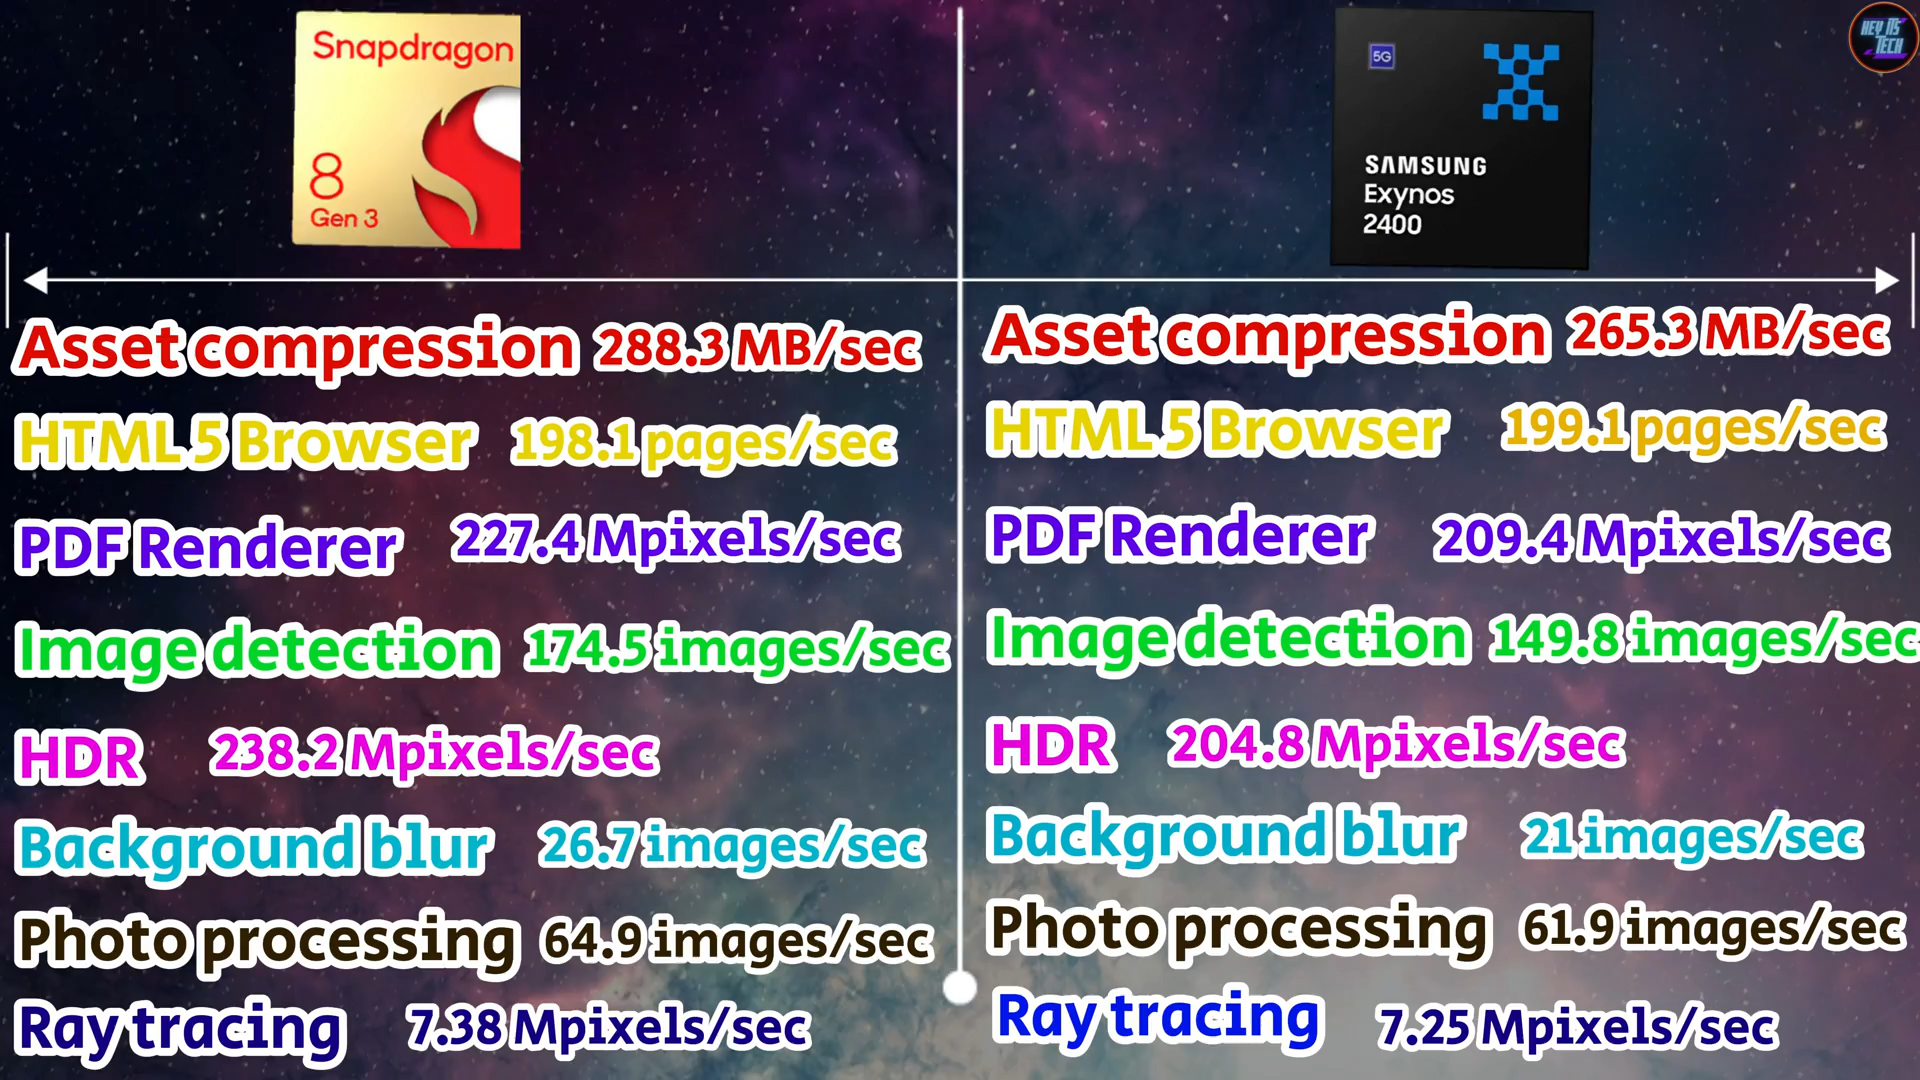 Snapdragon
8
Gen 3
5G
SAMSUNG
Exynos
2400
HEY ITS
TECH
Asset compression 288.3 MB/sec
HTML 5 Browser 198.1 pages/sec
PDF Renderer 227.4 Mpixels/sec
Image detection 174.5 images/sec
HDR 238.2 Mpixels/sec
Background blur 26.7 images/sec
Photo processing 64.9 images/sec
Ray tracing 7.38 Mpixels/sec
Asset compression 265.3 MB/sec
HTML 5 Browser 199.1 pages/sec
PDF Renderer 209.4 Mpixels/sec
Image detection 149.8 images/sec
HDR 204.8 Mpixels/sec
Background blur 21 images/sec
Photo processing 61.9 images/sec
Ray tracing 7.25 Mpixels/sec